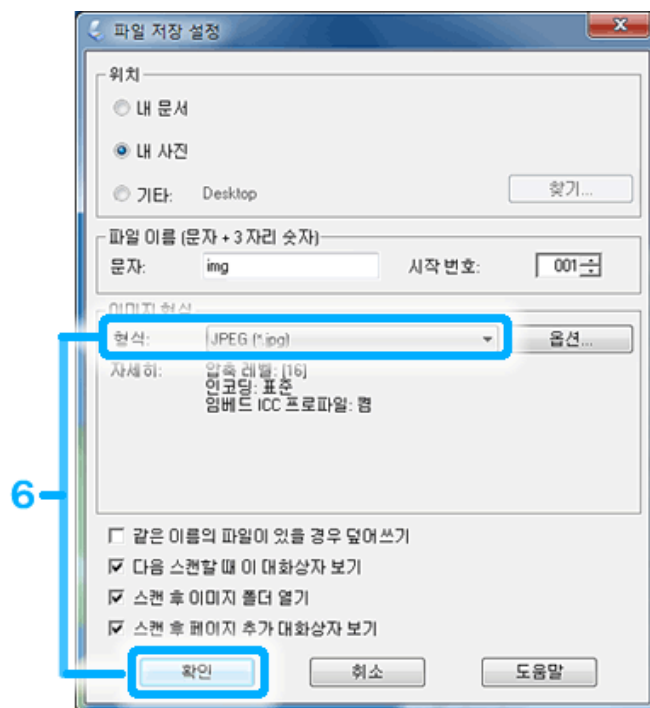 파일 저장 설정
위치
내 문서
내 사진
기타: Desktop 찾기...
파일 이름 (문자 + 3 자리 숫자)
문자: img 시작 번호: 001
이미지 형식
형식: JPEG (*.jpg) 옵션...
자세히: 압축 레벨: [16]
인코딩: 표준
임베드 ICC 프로파일: 켬
6
같은 이름의 파일이 있을 경우 덮어쓰기
다음 스캔할 때 이 대화상자 보기
스캔 후 이미지 폴더 열기
스캔 후 페이지 추가 대화상자 보기
확인 취소 도움말